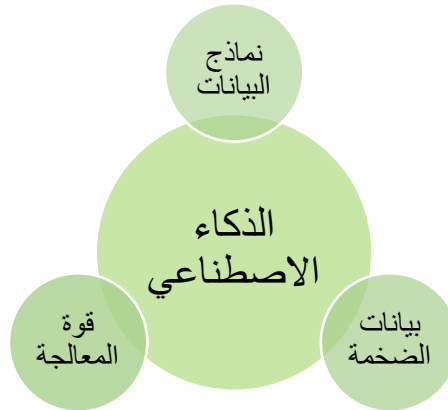 نماذج
البيانات
الذكاء
الاصطناعي
بيانات
الضخمة
قوة
المعالجة